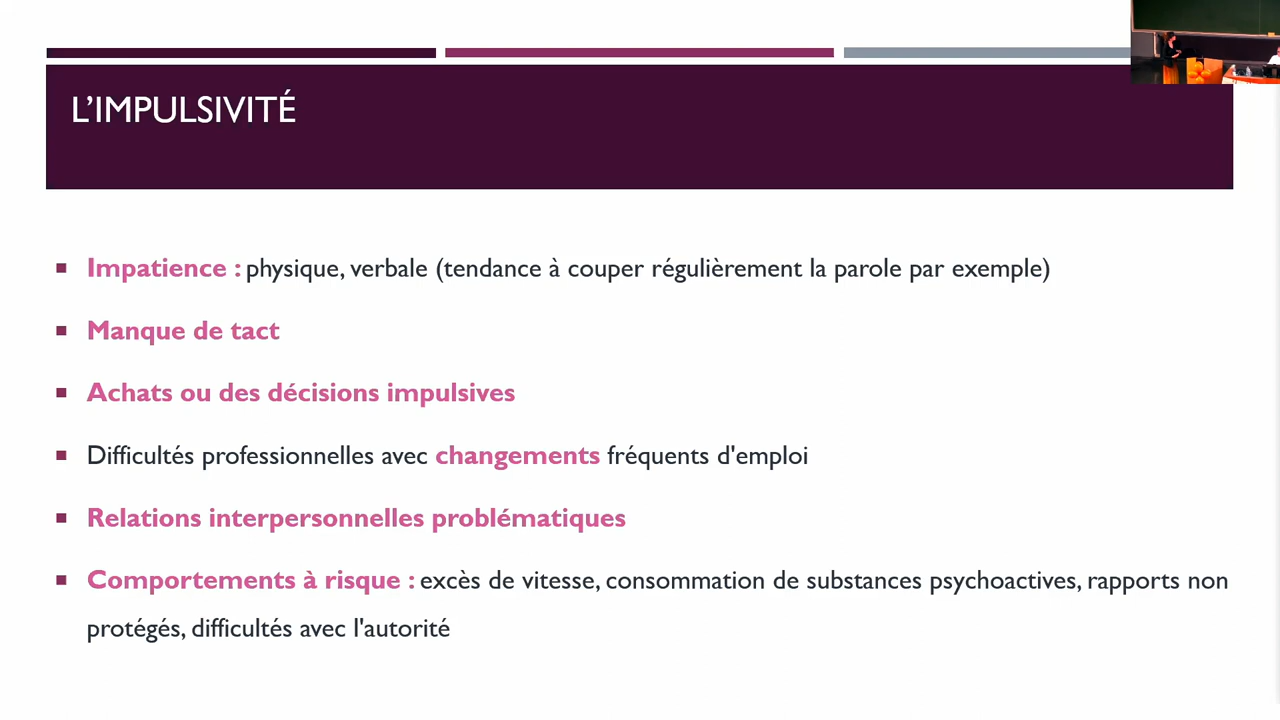 L'IMPULSIVITÉ
Impatience : physique, verbale (tendance à couper régulièrement la parole par exemple)
Manque de tact
Achats ou des décisions impulsives
Difficultés professionnelles avec changements fréquents d'emploi
Relations interpersonnelles problématiques
Comportements à risque : excès de vitesse, consommation de substances psychoactives, rapports non
protégés, difficultés avec l'autorité